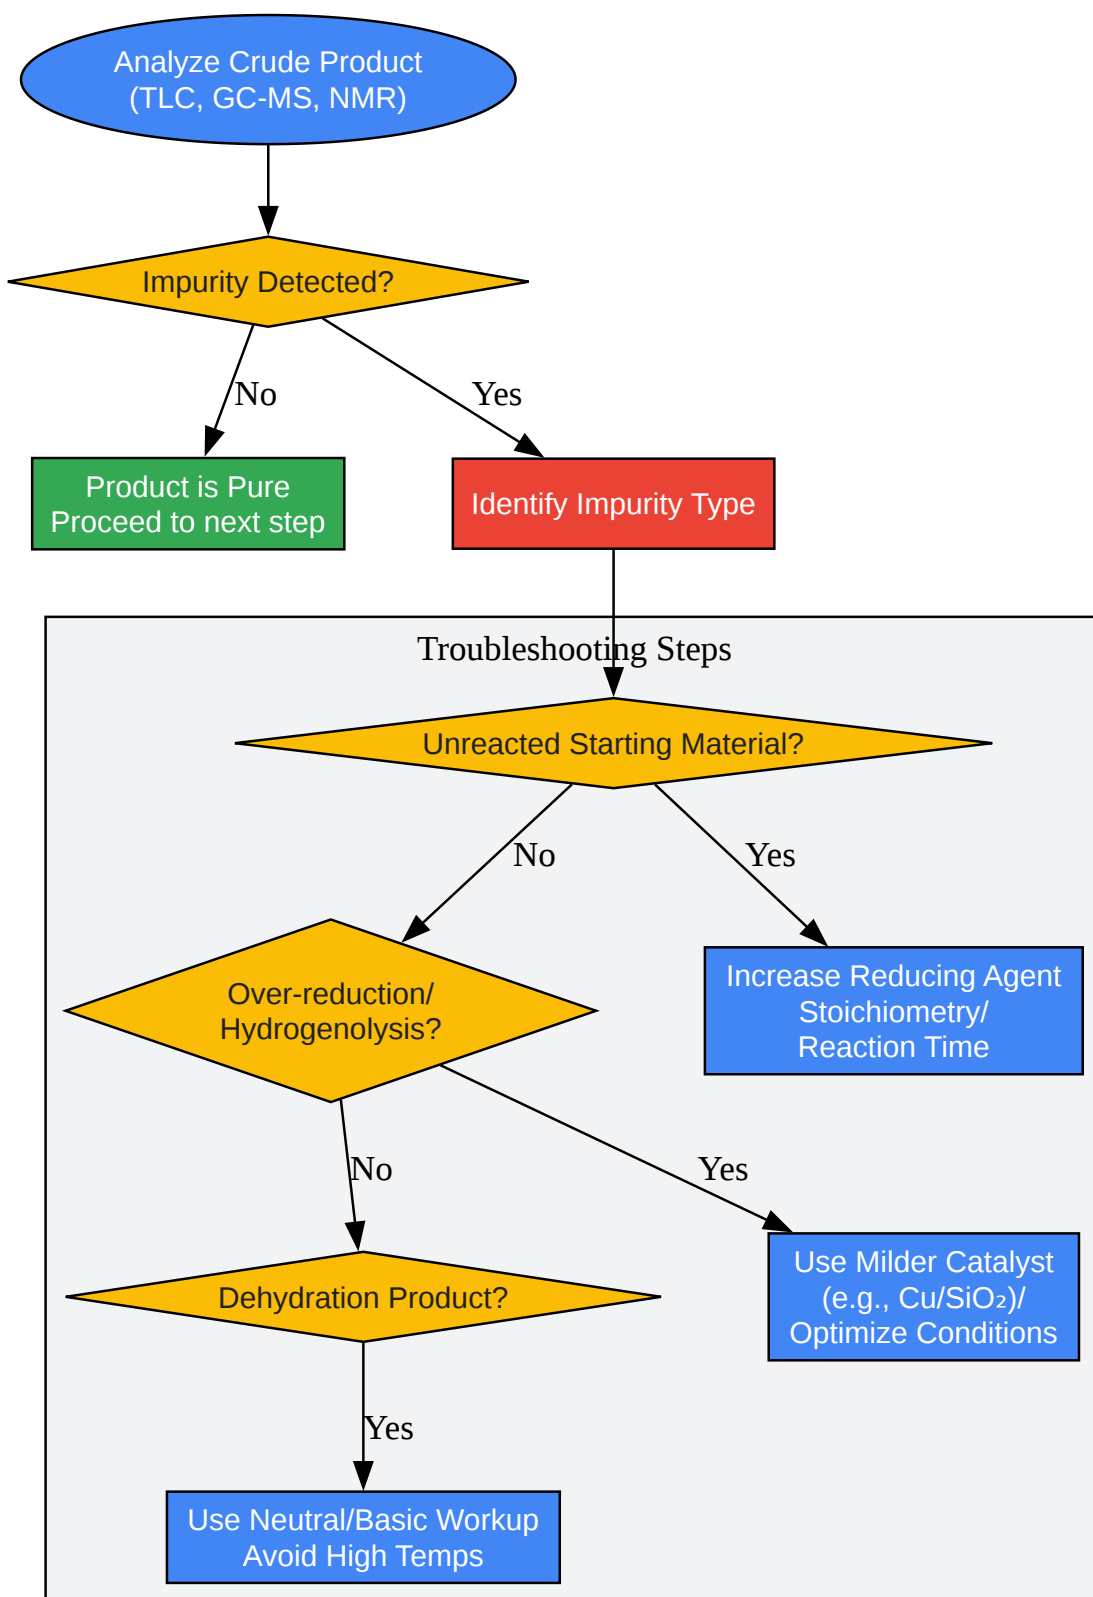 Analyze Crude Product
(TLC, GC-MS, NMR)
Impurity Detected?
No
Yes
Product is Pure
Proceed to next step
Identify Impurity Type
Troubleshooting Steps
Unreacted Starting Material?
No
Yes
Over-reduction/
Hydrogenolysis?
Increase Reducing Agent
Stoichiometry/
Reaction Time
No
Yes
Dehydration Product?
Use Milder Catalyst
(e.g., Cu/SiO₂)/
Optimize Conditions
Yes
Use Neutral/Basic Workup
Avoid High Temps